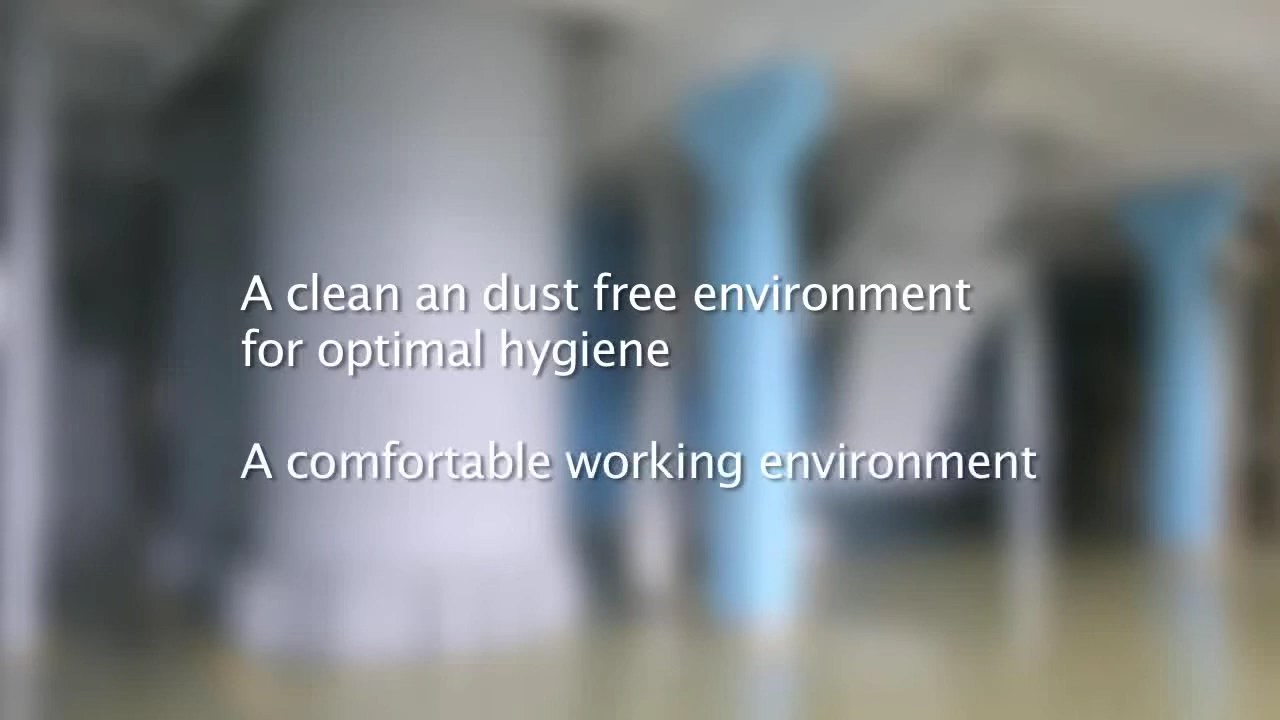 A clean an dust free environment
for optimal hygiene
A comfortable working environment